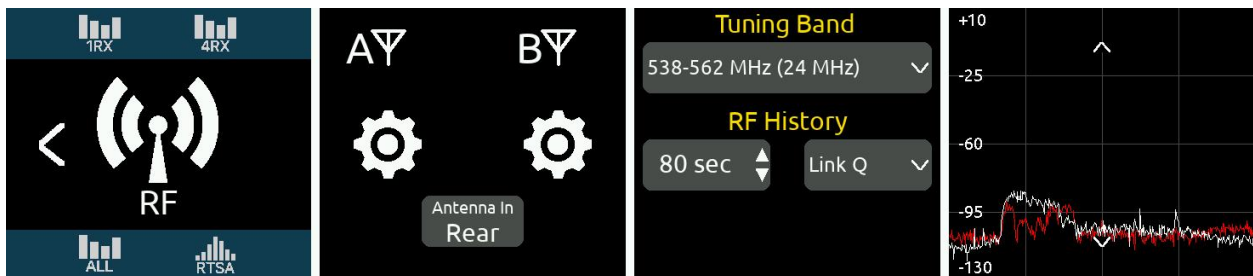 1RX 4RX
RF
ALL RTSA
A B
Antenna In
Rear
Tuning Band
538-562 MHz (24 MHz)
RF History
80 sec Link Q
+10
-25
-60
-95
-130